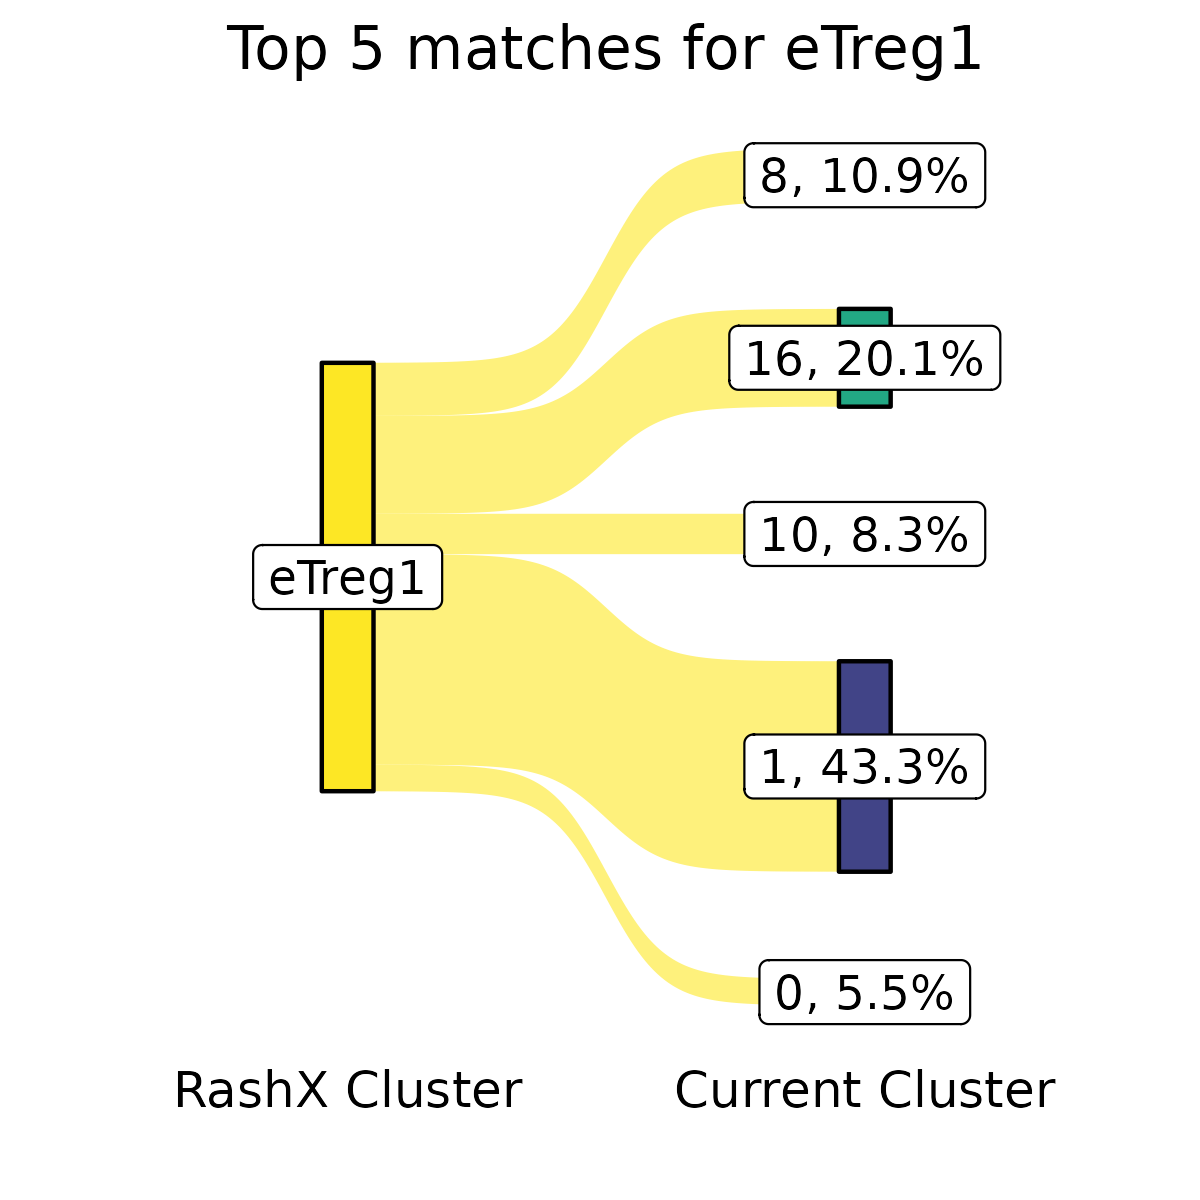 Top 5 matches for eTreg1
8, 10.9%
16, 20.1%
10, 8.3%
eTreg1
1, 43.3%
0, 5.5%
RashX Cluster
Current Cluster